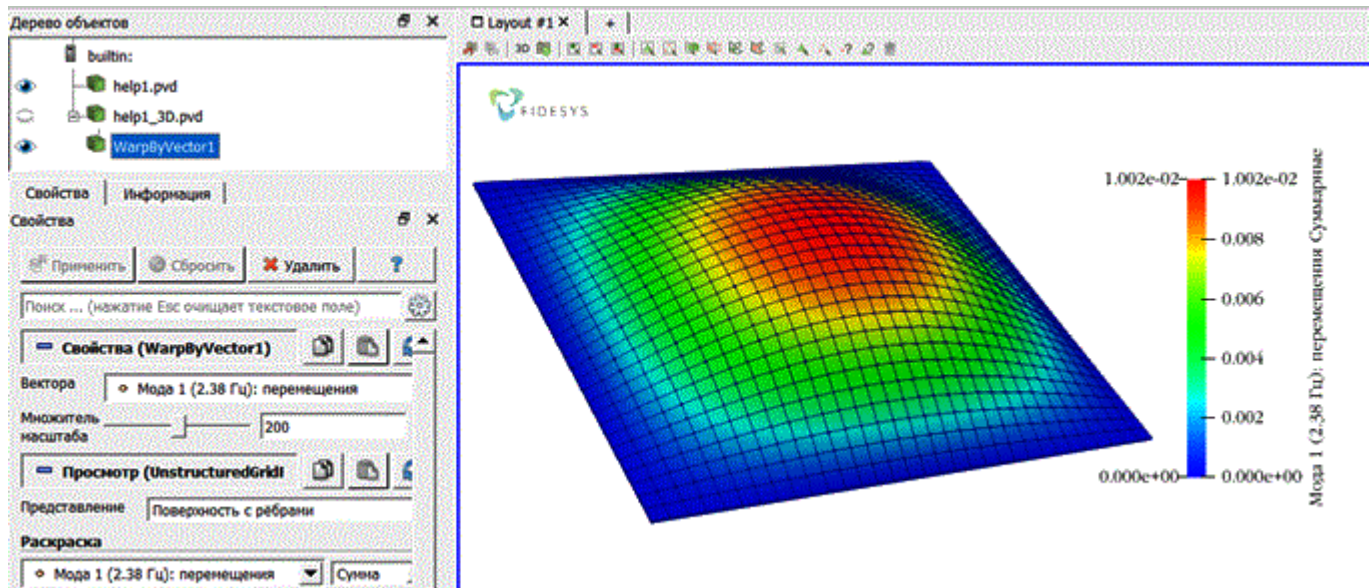 Дерево объектов
builtin:
help1.pvd
help1_3D.pvd
WarpByVector1
Свойства
Информация
Свойства
Применить
Сбросить
Удалить
?
Поиск ... (нажатие Esc очищает текстовое поле)
Свойства (WarpByVector1)
Вектора
Мода 1 (2.38 Гц): перемещения
Множитель
масштаба
200
Просмотр (UnstructuredGridI
Представление
Поверхность с рёбрами
Раскраска
Мода 1 (2.38 Гц): перемещения
Сумма
Layout #1
+
3D
FIDESYS
1.002e-02
1.002e-02
0.008
0.006
0.004
0.002
0.000e+00
0.000e+00
Мода 1 (2.38 Гц): перемещения Суммарные